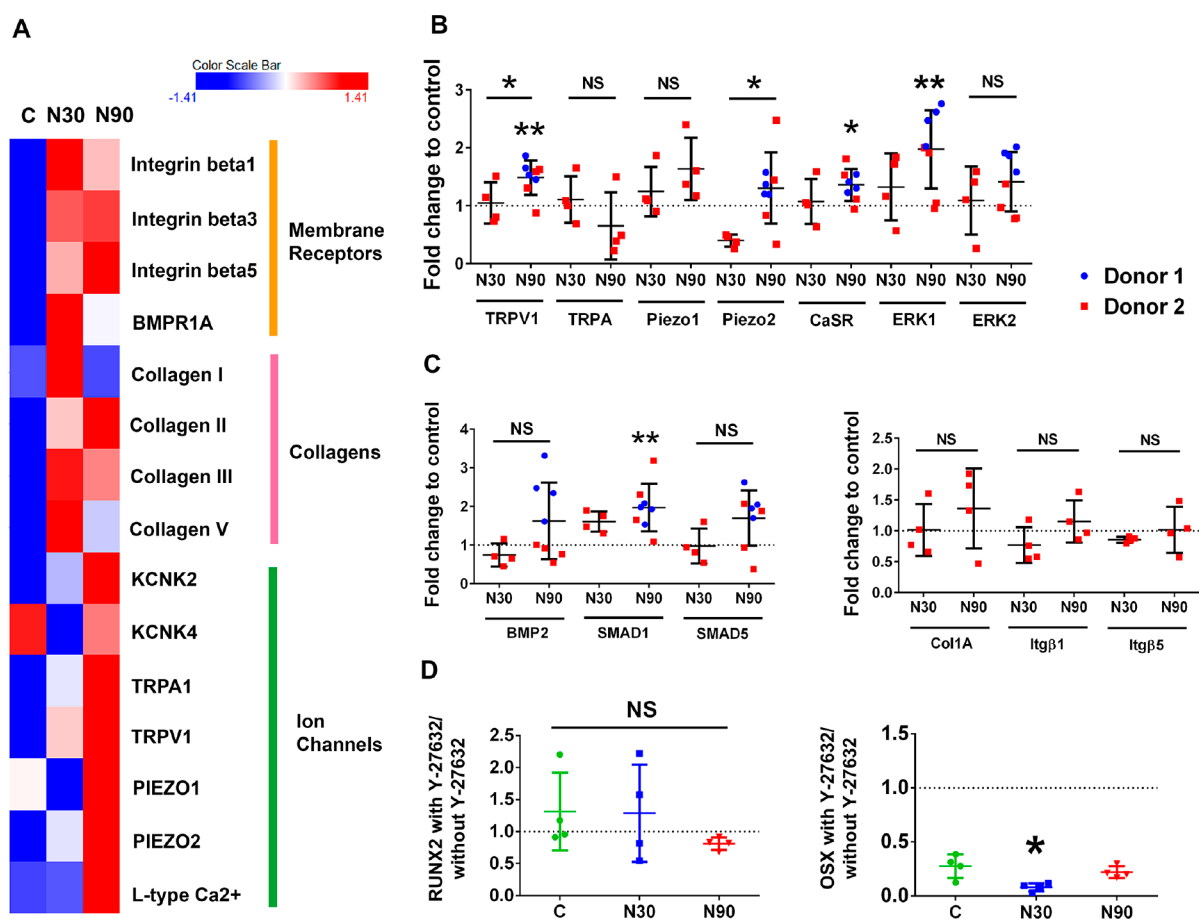 A
Color Scale Bar
-1.41 1.41
C N30 N90
Integrin beta1
Integrin beta3
Integrin beta5
BMPR1A
Membrane
Receptors
Collagen I
Collagen II
Collagen III
Collagen V
Collagens
KCNK2
KCNK4
TRPA1
TRPV1
PIEZO1
PIEZO2
L-type Ca2+
Ion
Channels
B
Fold change to control
3
2
1
0
* NS NS * NS
** * **
N30 N90 N30 N90 N30 N90 N30 N90 N30 N90 N30 N90 N30 N90
TRPV1 TRPA Piezo1 Piezo2 CaSR ERK1 ERK2
Donor 1
Donor 2
C
Fold change to control
4
3
2
1
0
NS ** NS
N30 N90 N30 N90 N30 N90
BMP2 SMAD1 SMAD5
Fold change to control
2.5
2.0
1.5
1.0
0.5
0.0
NS NS NS
N30 N90 N30 N90 N30 N90
Col1A Itgβ1 Itgβ5
D
RUNX2 with Y-27632/
without Y-27632
2.5
2.0
1.5
1.0
0.5
0.0
NS
C N30 N90
OSX with Y-27632/
without Y-27632
1.5
1.0
0.5
0.0
*
C N30 N90